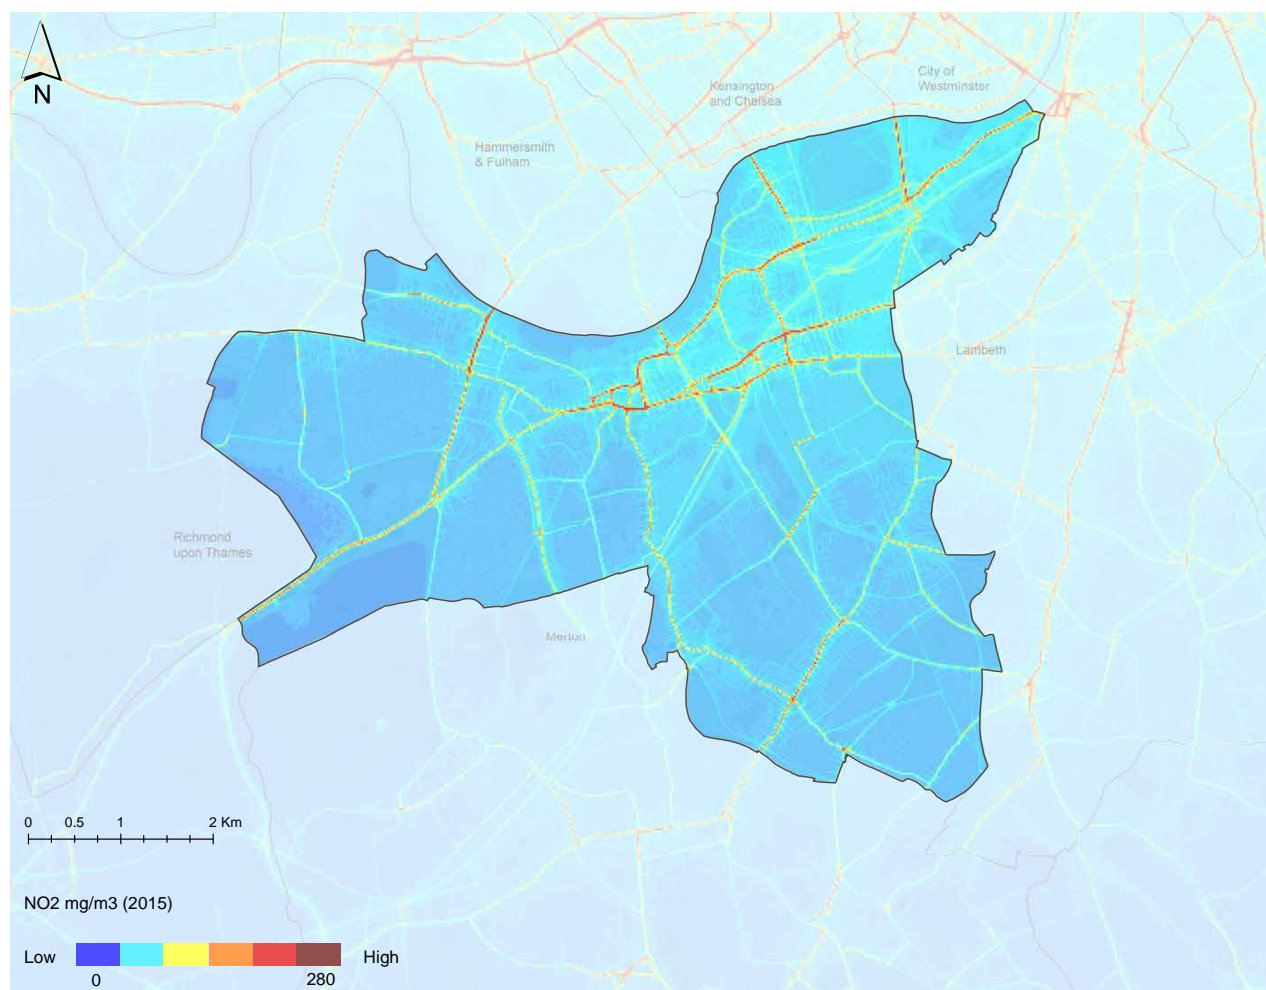 N
City of
Westminster
Kensington
and Chelsea
Hammersmith
& Fulham
Lambeth
Richmond
upon Thames
Merton
0 0.5 1 2 Km
NO2 mg/m3 (2015)
Low High
0 280